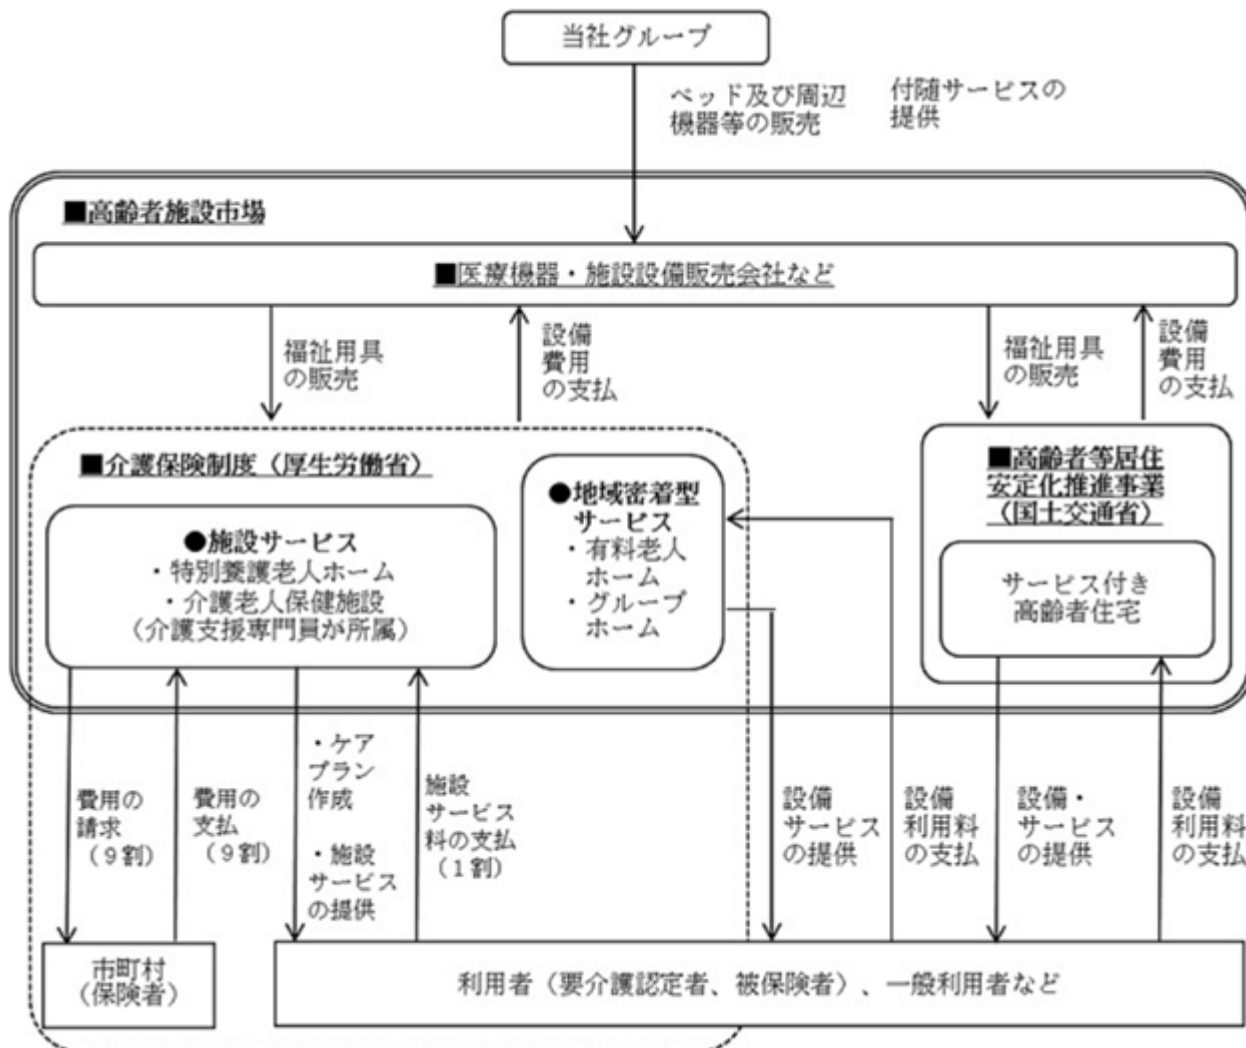 当社グループ
ベッド及び周辺
機器等の販売
付随サービスの
提供
■高齢者施設市場
■医療機器・施設設備販売会社など
福祉用具
の販売
設備
費用
の支払
福祉用具
の販売
設備
費用
の支払
■介護保険制度（厚生労働省）
●施設サービス
・特別養護老人ホーム
・介護老人保健施設
（介護支援専門員が所属）
●地域密着型
サービス
・有料老人
ホーム
・グループ
ホーム
■高齢者等居住
安定化推進事業
（国土交通省）
サービス付き
高齢者住宅
費用の
請求
（９割）
費用の
支払
（９割）
・ケア
プラン
作成
・施設
サービス
の提供
施設
サービス
料の支払
（１割）
設備
サービス
の提供
設備
利用料
の支払
設備・
サービス
の提供
設備
利用料
の支払
市町村
（保険者）
利用者（要介護認定者、被保険者）、一般利用者など